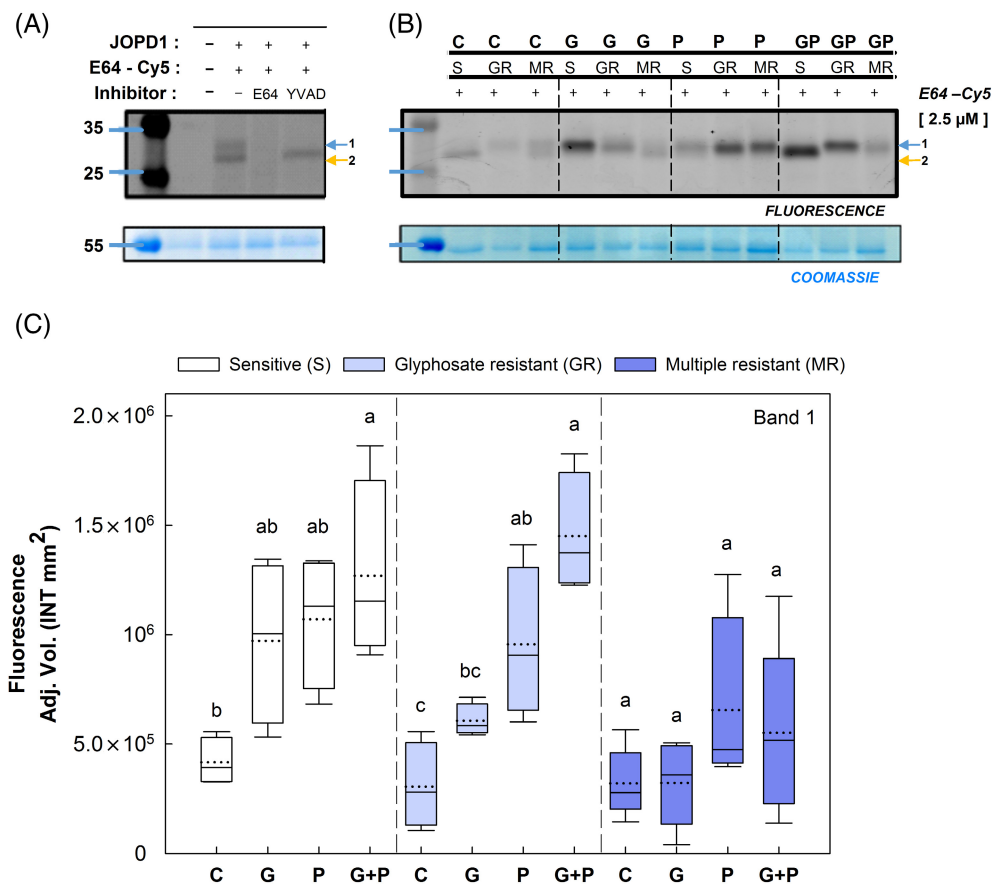 (A)
JOPD1 : – + + +
E64 - Cy5 : – + + +
Inhibitor : – – E64 YVAD
35
25
1
2
55
(B)
C C C G G G P P P GP GP GP
S GR MR S GR MR S GR MR S GR MR
+ + + + + + + + + + + +
E64 –Cy5
[ 2.5 µM ]
1
2
FLUORESCENCE
COOMASSIE
(C)
Sensitive (S) Glyphosate resistant (GR) Multiple resistant (MR)
Band 1
Fluorescence
Adj. Vol. (INT mm²)
2.0 × 10⁶
1.5 × 10⁶
10⁶
5.0 × 10⁵
0
b ab ab a
c bc ab a
a a a a
C G P G+P C G P G+P C G P G+P